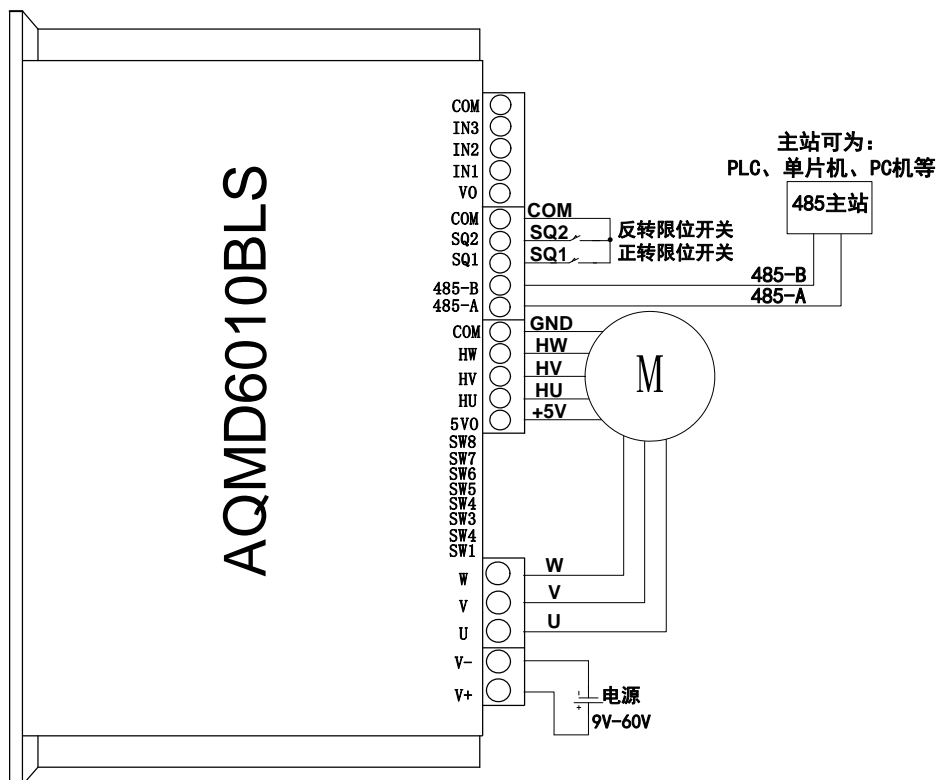 AQMD6010BLS
COM
IN3
IN2
IN1
VO
COM
SQ2
SQ1
485-B
485-A
COM
HW
HV
HU
5VO
SW8
SW7
SW6
SW5
SW4
SW3
SW4
SW1
W
V
U
V-
V+
COM
SQ2
反转限位开关
SQ1
正转限位开关
主站可为：
PLC、单片机、PC机等
485主站
485-B
485-A
GND
HW
HV
HU
+5V
M
W
V
U
-
+
电源
9V-60V